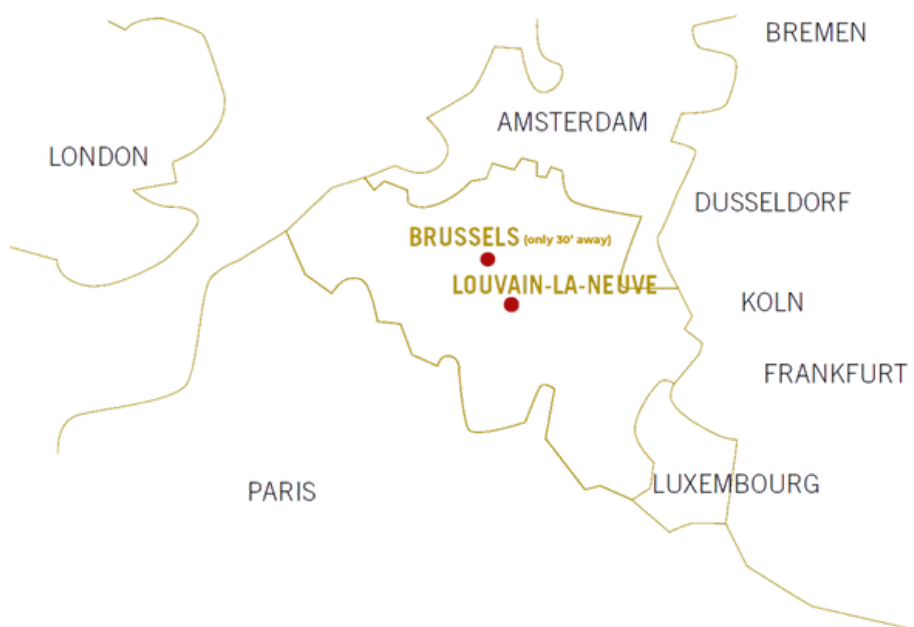 BREMEN
AMSTERDAM
LONDON
DUSSELDORF
BRUSSELS (only 30' away)
LOUVAIN-LA-NEUVE
KOLN
FRANKFURT
LUXEMBOURG
PARIS